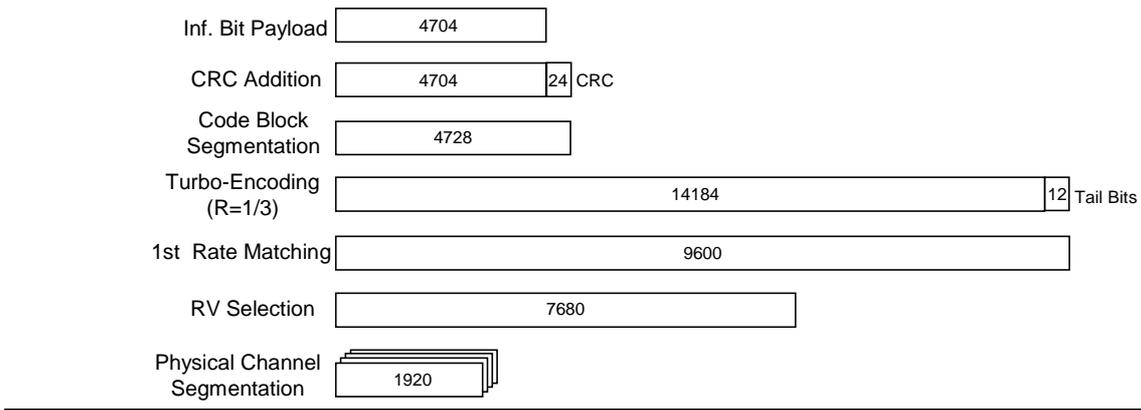 Inf. Bit Payload 4704
CRC Addition 4704 24 CRC
Code Block
Segmentation 4728
Turbo-Encoding
(R=1/3) 14184 12 Tail Bits
1st Rate Matching 9600
RV Selection 7680
Physical Channel
Segmentation 1920